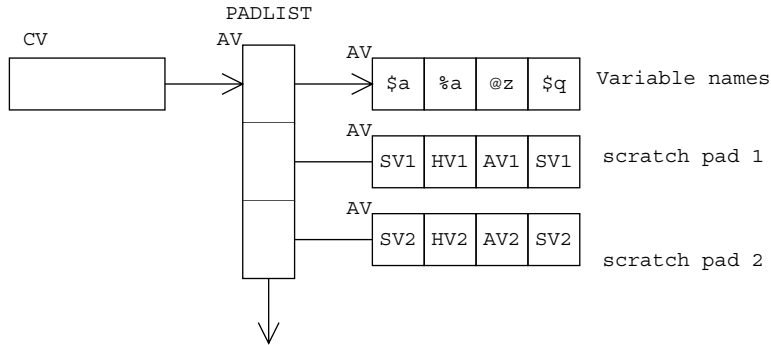 PADLIST
CV AV
AV
$a %a @z $q Variable names
AV
SV1 HV1 AV1 SV1 scratch pad 1
AV
SV2 HV2 AV2 SV2
scratch pad 2